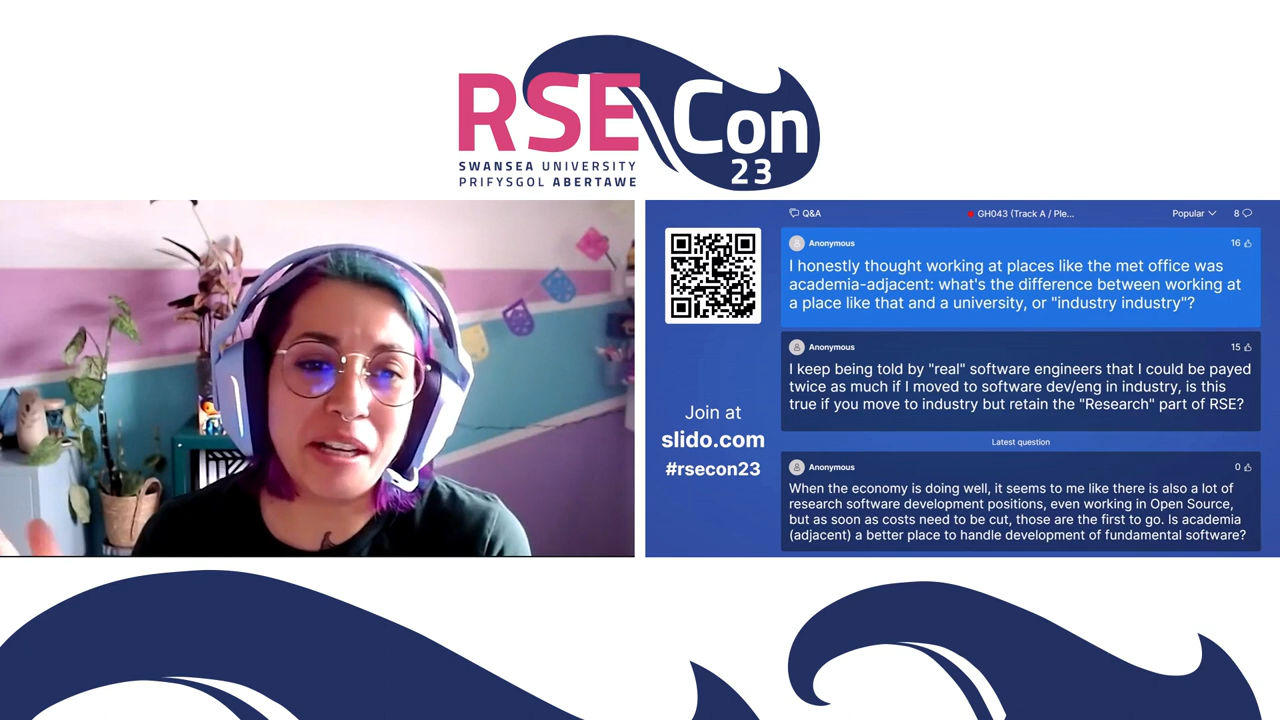 RSE Con
SWANSEA UNIVERSITY
PRIFYSGOL ABERTAWE
23
Q&A
GH043 (Track A / Ple...
Popular
8
Join at
slido.com
#rsecon23
Anonymous
16
I honestly thought working at places like the met office was
academia-adjacent: what's the difference between working at
a place like that and a university, or "industry industry"?
Anonymous
15
I keep being told by "real" software engineers that I could be payed
twice as much if I moved to software dev/eng in industry, is this
true if you move to industry but retain the "Research" part of RSE?
Latest question
Anonymous
0
When the economy is doing well, it seems to me like there is also a lot of
research software development positions, even working in Open Source,
but as soon as costs need to be cut, those are the first to go. Is academia
(adjacent) a better place to handle development of fundamental software?